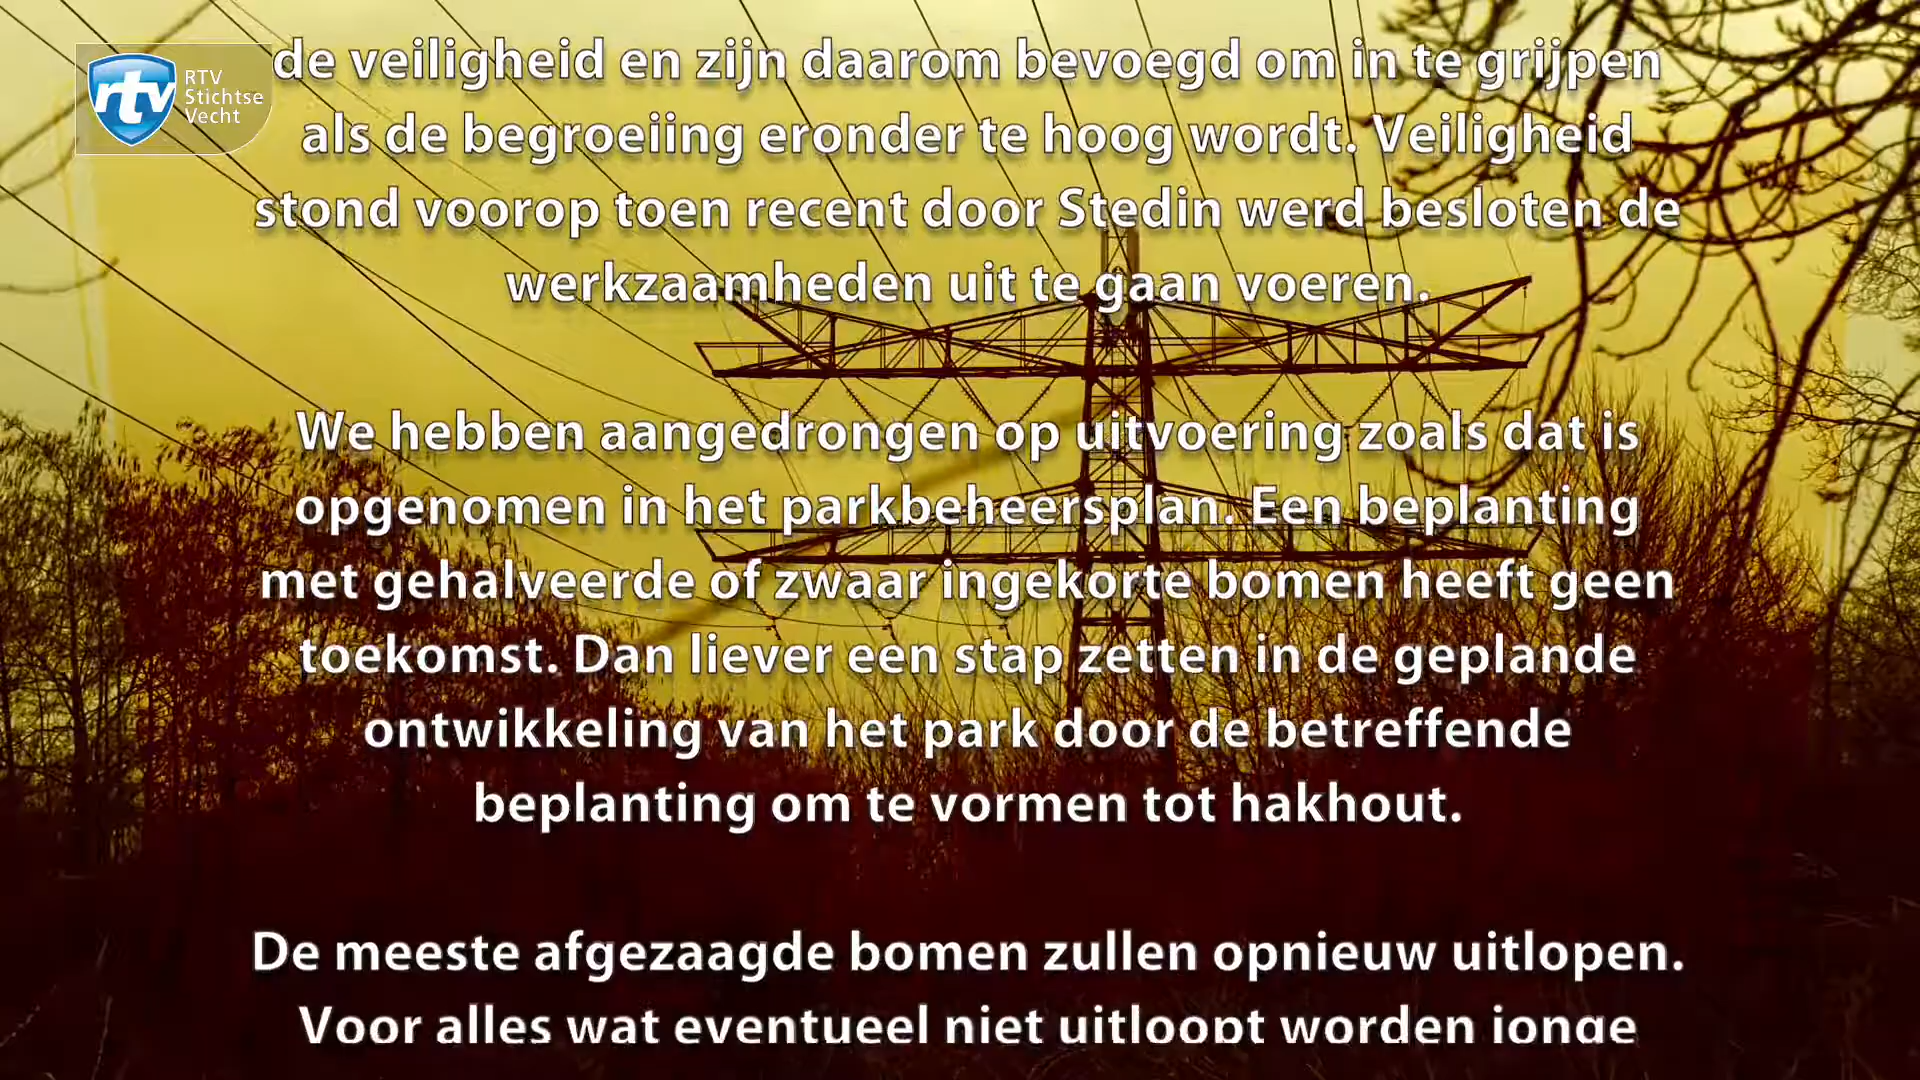 RTV
Stichtse
Vecht
de veiligheid en zijn daarom bevoegd om in te grijpen
als de begroeiing eronder te hoog wordt. Veiligheid
stond voorop toen recent door Stedin werd besloten de
werkzaamheden uit te gaan voeren.
We hebben aangedrongen op uitvoering zoals dat is
opgenomen in het parkbeheersplan. Een beplanting
met gehalveerde of zwaar ingekorte bomen heeft geen
toekomst. Dan liever een stap zetten in de geplande
ontwikkeling van het park door de betreffende
beplanting om te vormen tot hakhout.
De meeste afgezaagde bomen zullen opnieuw uitlopen.
Voor alles wat eventueel niet uitloopt worden jonge